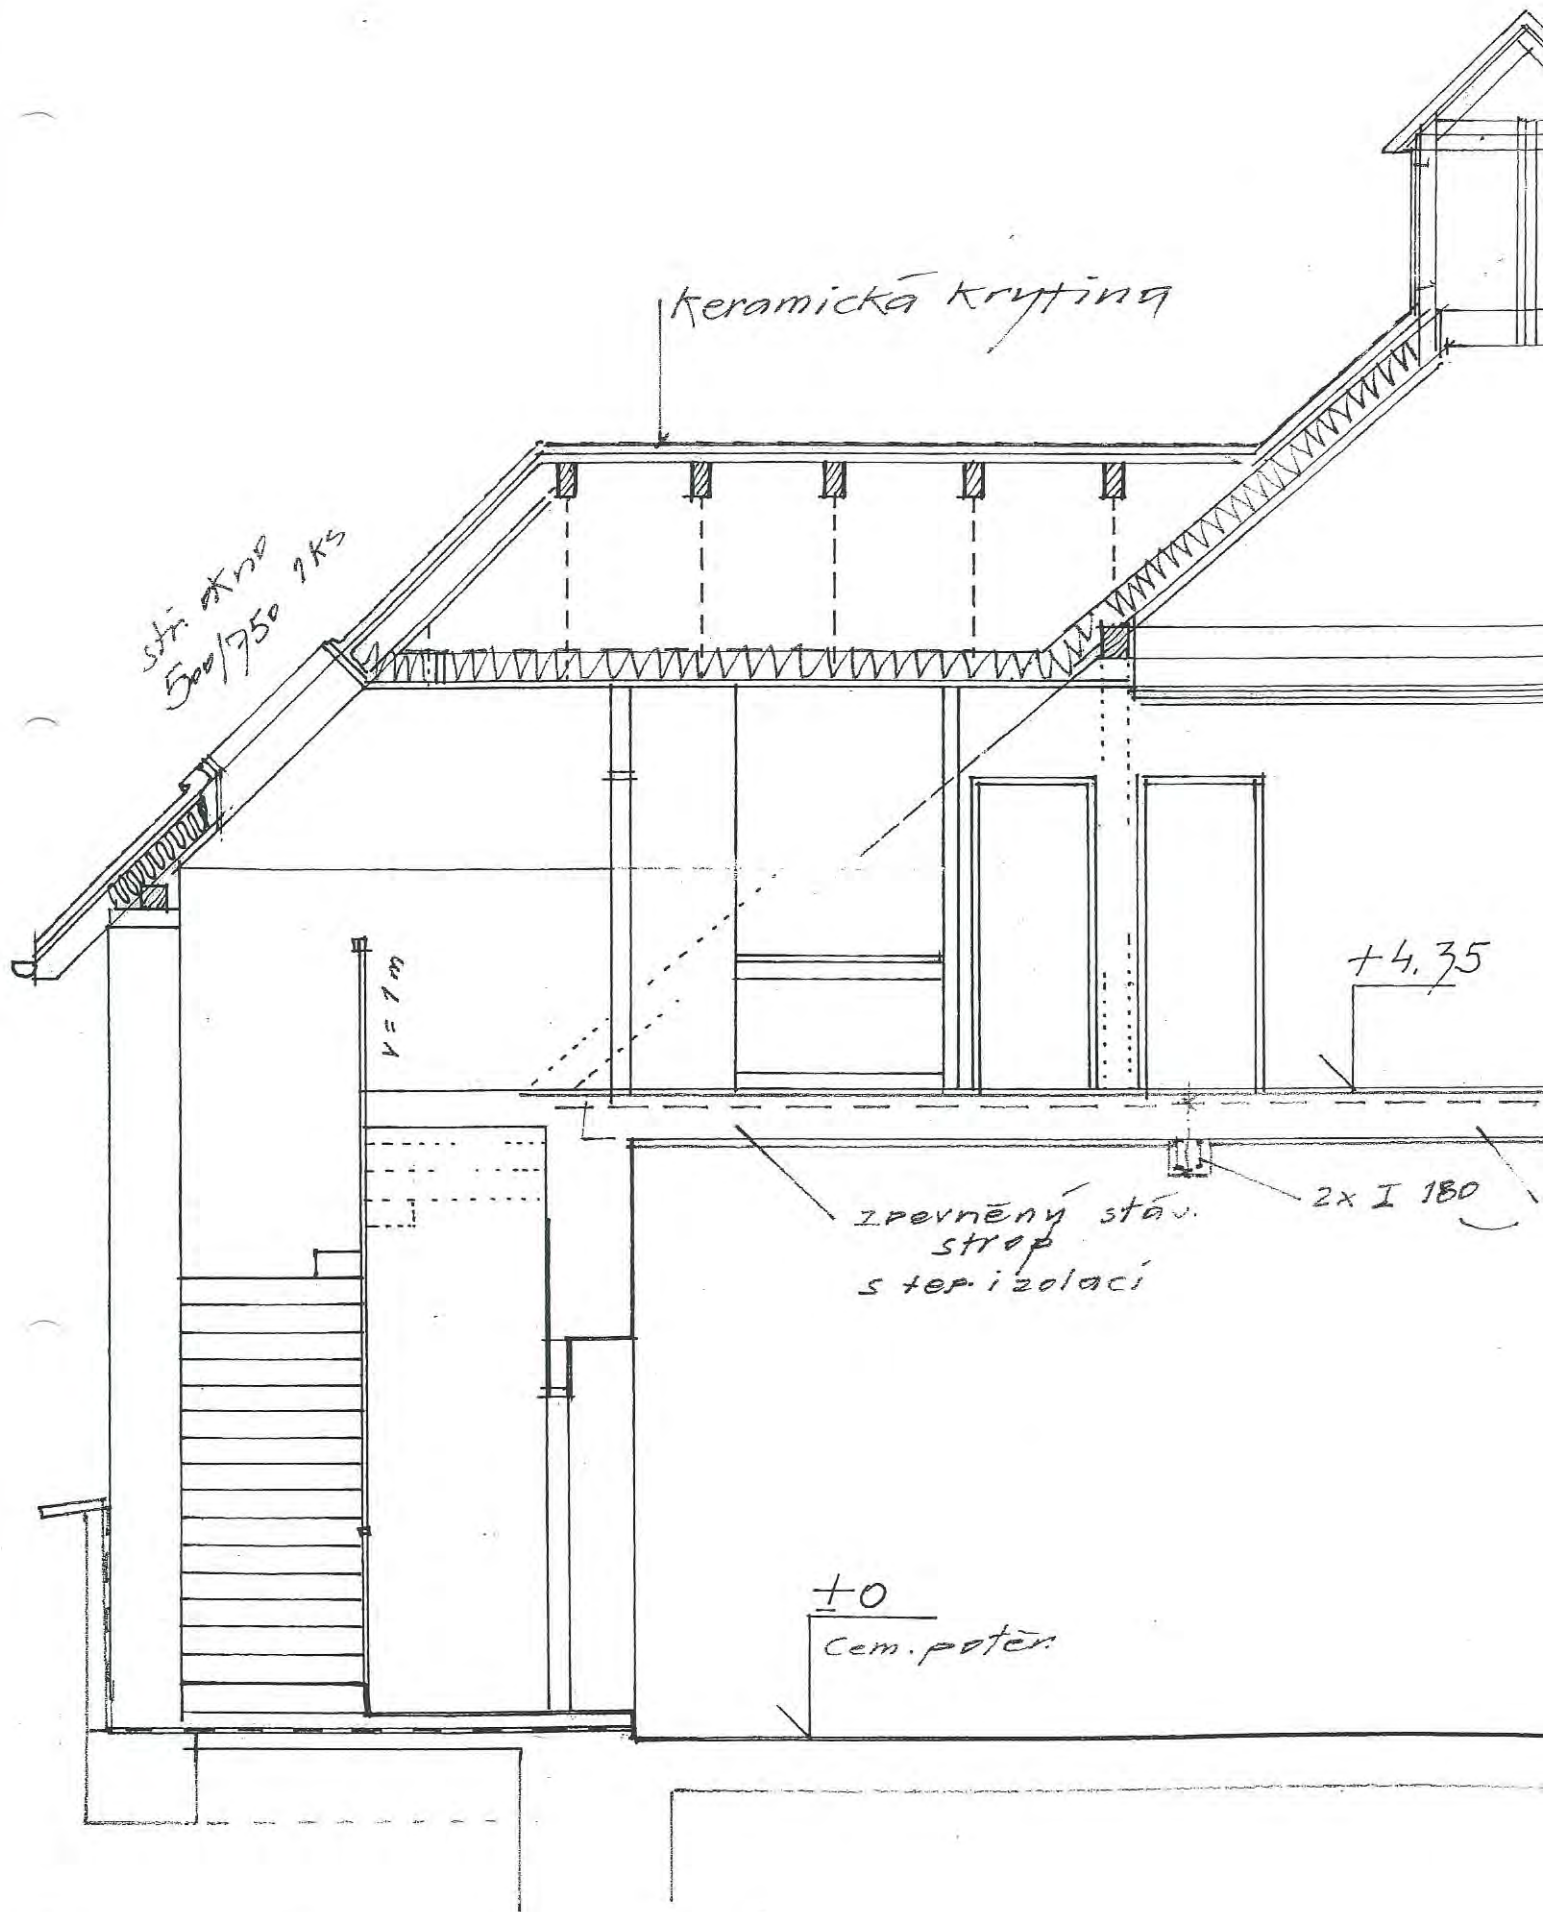 keramická krytina
stř. okno
500/750 1ks
v = 1 m
+4.35
2x I 180
zpevněný stáv.
strop
s tep. izolací
±0
Cem. potěr